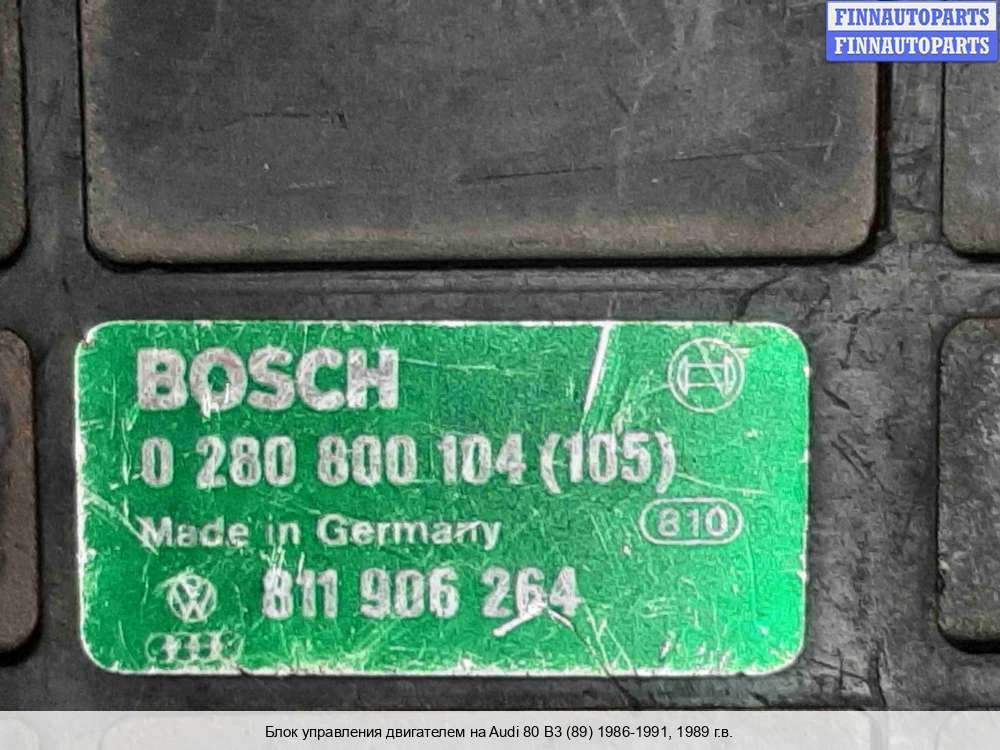 FINNAUTOPARTS
FINNAUTOPARTS
BOSCH
0 280 800 104 (105)
Made in Germany
810
811 906 264
Блок управления двигателем на Audi 80 B3 (89) 1986-1991, 1989 г.в.